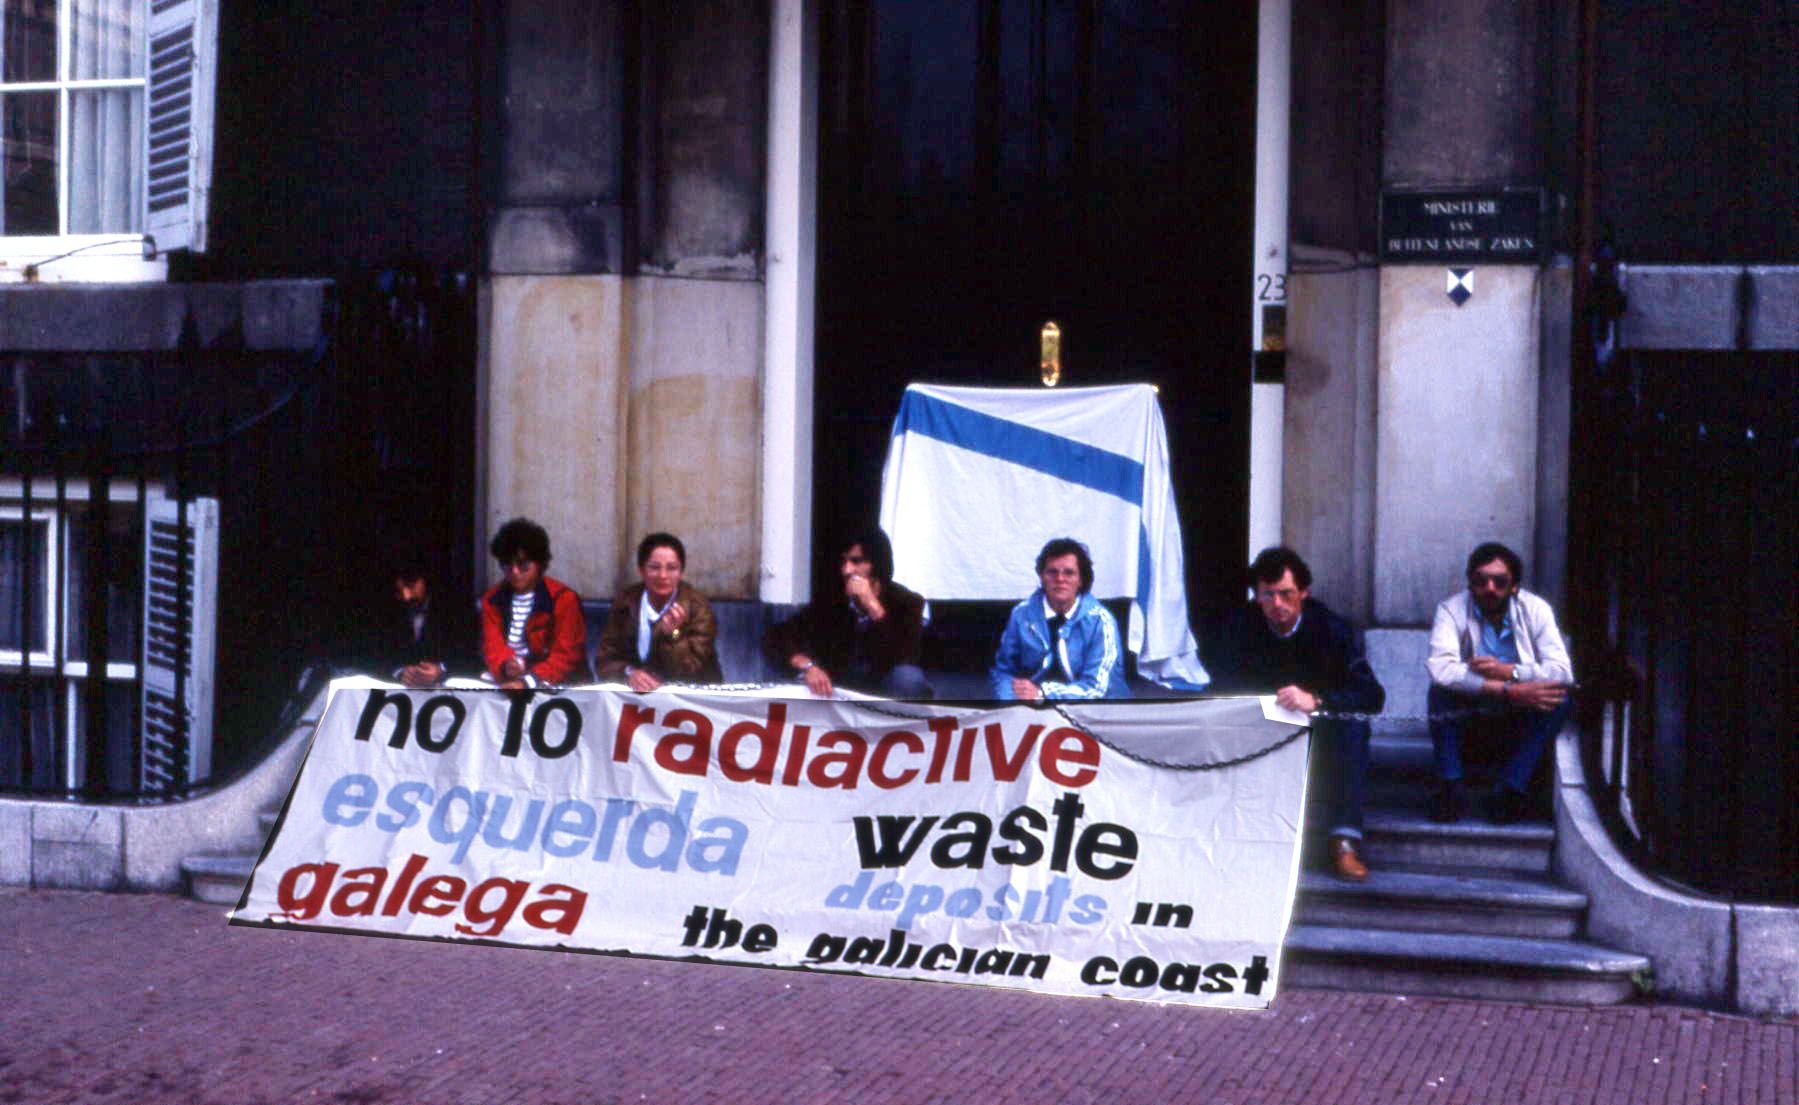 MINISTERIE
VAN
BUITENLANDSE ZAKEN
23
no to radiactive
esquerda waste
galega deposits in
the galician coast